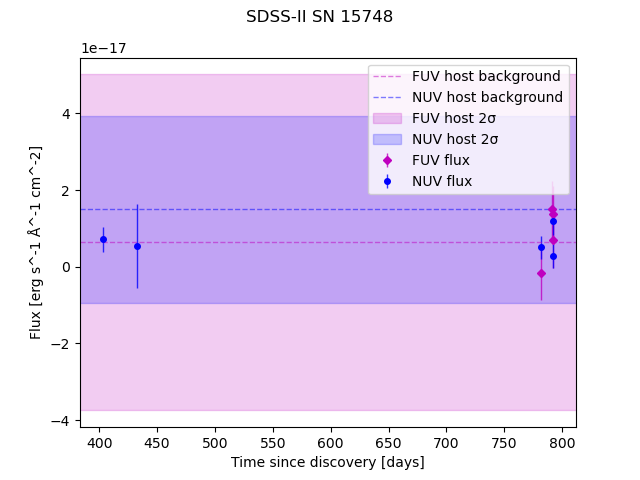 SDSS-II SN 15748
1e−17
FUV host background
NUV host background
FUV host 2σ
NUV host 2σ
FUV flux
NUV flux
4
2
0
−2
−4
Flux [erg s^-1 Å^-1 cm^-2]
400 450 500 550 600 650 700 750 800
Time since discovery [days]